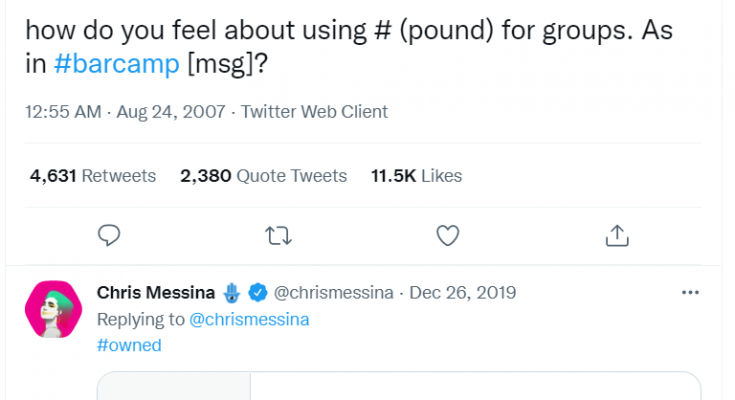 how do you feel about using # (pound) for groups. As
in #barcamp [msg]?
12:55 AM · Aug 24, 2007 · Twitter Web Client
4,631 Retweets 2,380 Quote Tweets 11.5K Likes
Chris Messina @chrismessina · Dec 26, 2019
Replying to @chrismessina
#owned